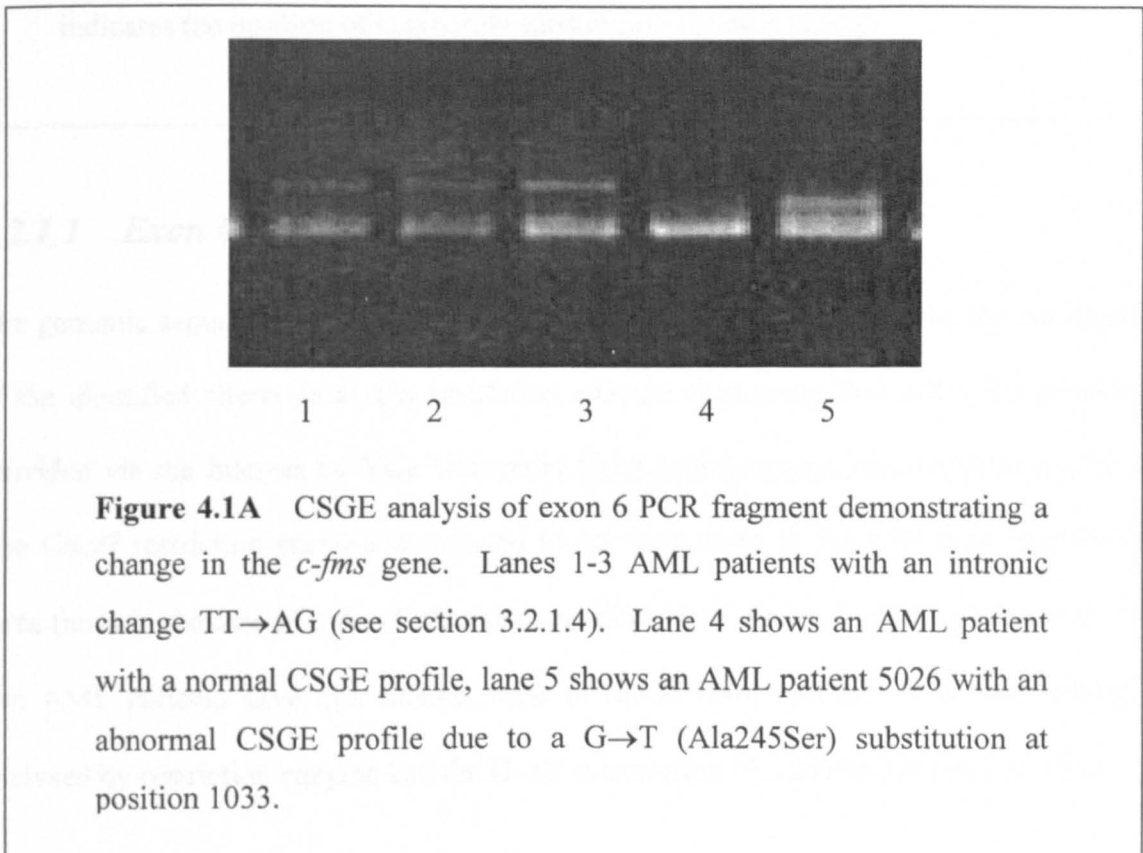 1 2 3 4 5
Figure 4.1A CSGE analysis of exon 6 PCR fragment demonstrating a
change in the c-fms gene. Lanes 1-3 AML patients with an intronic
change TT→AG (see section 3.2.1.4). Lane 4 shows an AML patient
with a normal CSGE profile, lane 5 shows an AML patient 5026 with an
abnormal CSGE profile due to a G→T (Ala245Ser) substitution at
position 1033.